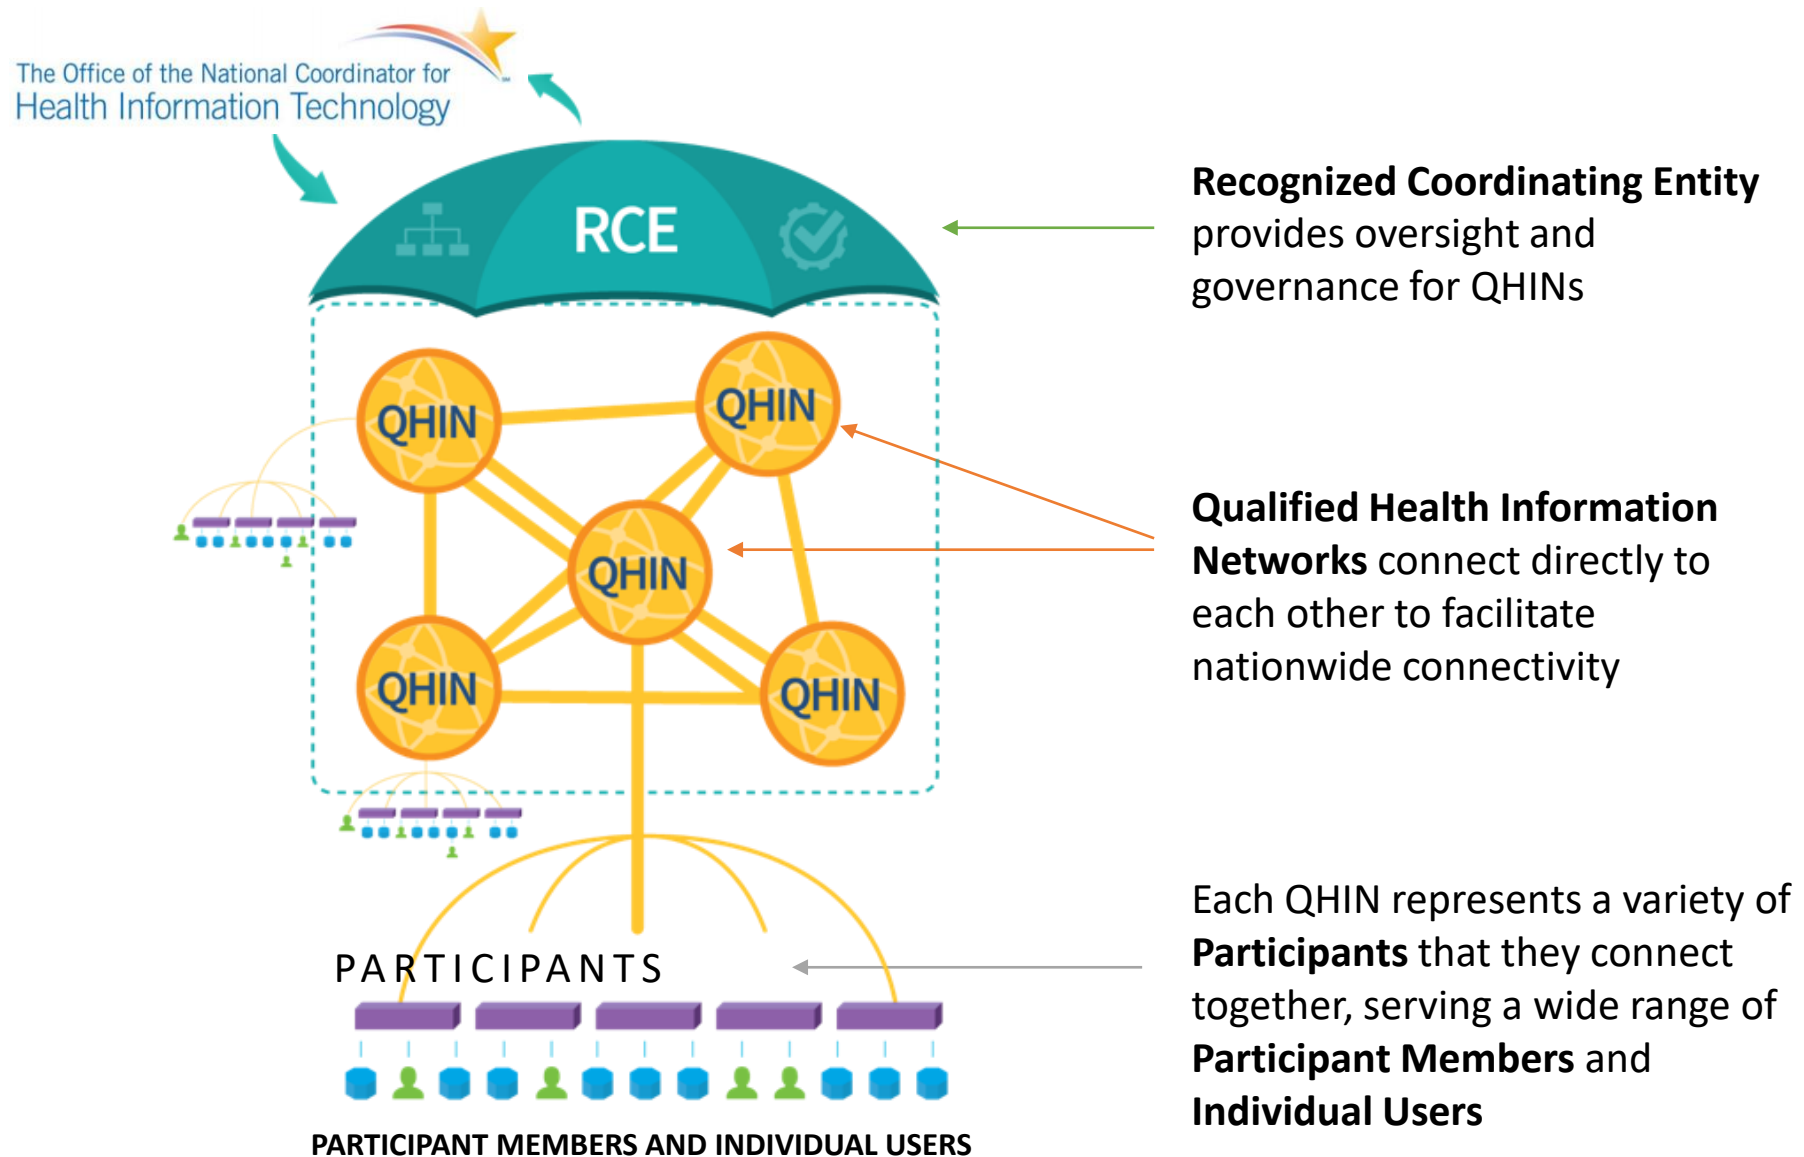 The Office of the National Coordinator for
Health Information Technology
RCE
Recognized Coordinating Entity
provides oversight and
governance for QHINs
QHIN
QHIN
QHIN
QHIN
QHIN
Qualified Health Information
Networks connect directly to
each other to facilitate
nationwide connectivity
PARTICIPANTS
Each QHIN represents a variety of
Participants that they connect
together, serving a wide range of
Participant Members and
Individual Users
PARTICIPANT MEMBERS AND INDIVIDUAL USERS